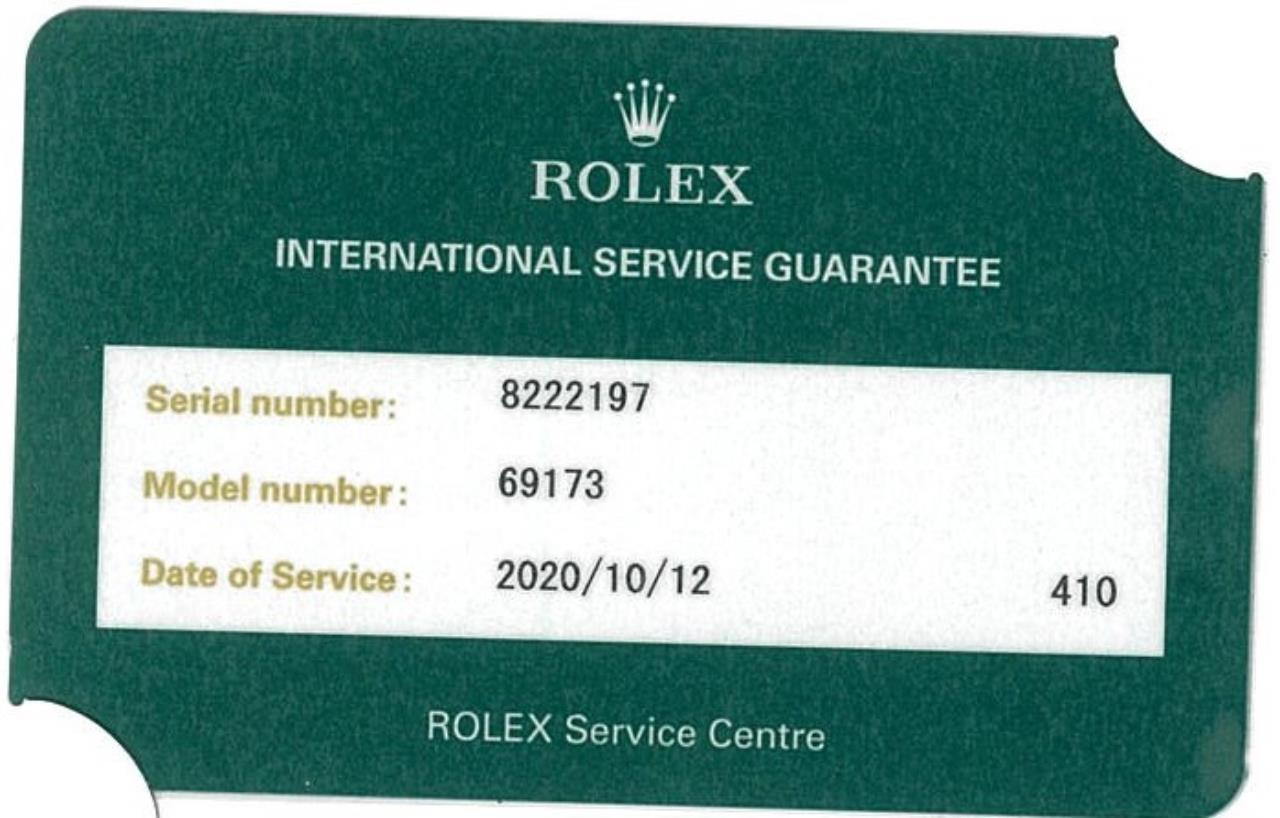 ROLEX
INTERNATIONAL SERVICE GUARANTEE
Serial number: 8222197
Model number: 69173
Date of Service: 2020/10/12 410
ROLEX Service Centre